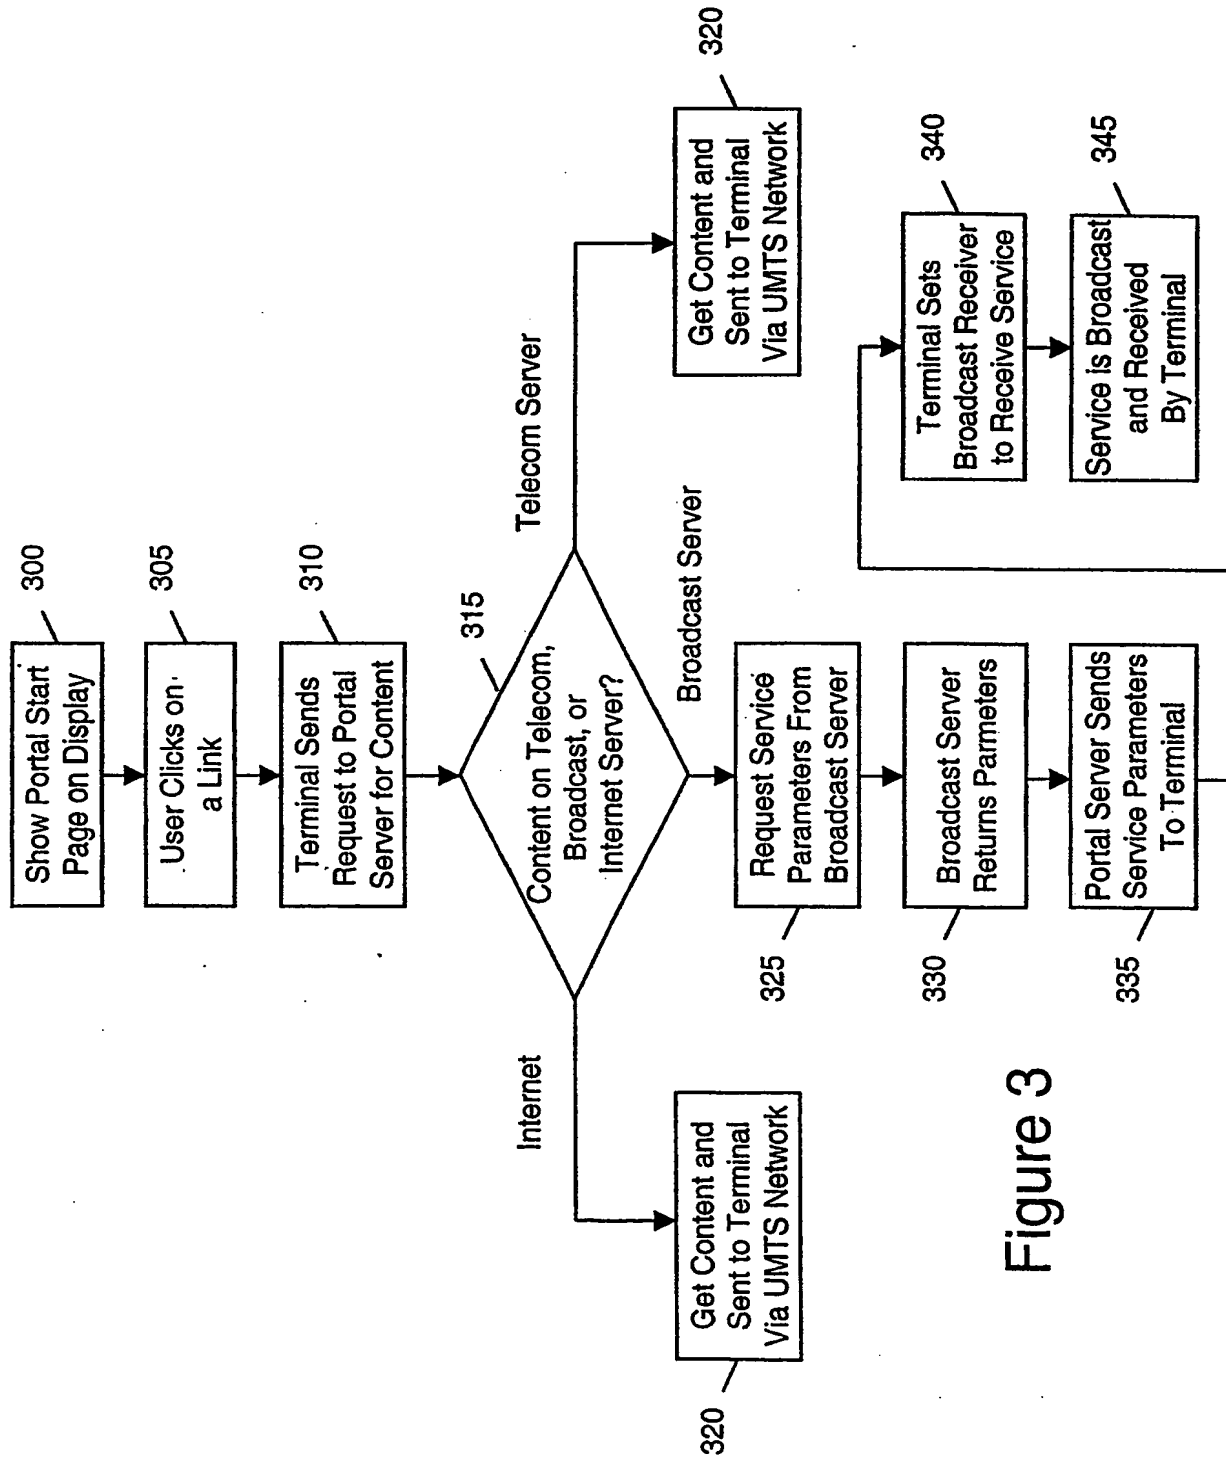 300
Show Portal Start
Page on Display
305
User Clicks on
a Link
310
Terminal Sends
Request to Portal
Server for Content
315
Content on Telecom,
Broadcast, or
Internet Server?
Internet
Telecom Server
Broadcast Server
320
Get Content and
Sent to Terminal
Via UMTS Network
320
Get Content and
Sent to Terminal
Via UMTS Network
325
Request Service
Parameters From
Broadcast Server
330
Broadcast Server
Returns Parmeters
335
Portal Server Sends
Service Parameters
To Terminal
340
Terminal Sets
Broadcast Receiver
to Receive Service
345
Service is Broadcast
and Received
By Terminal
Figure 3